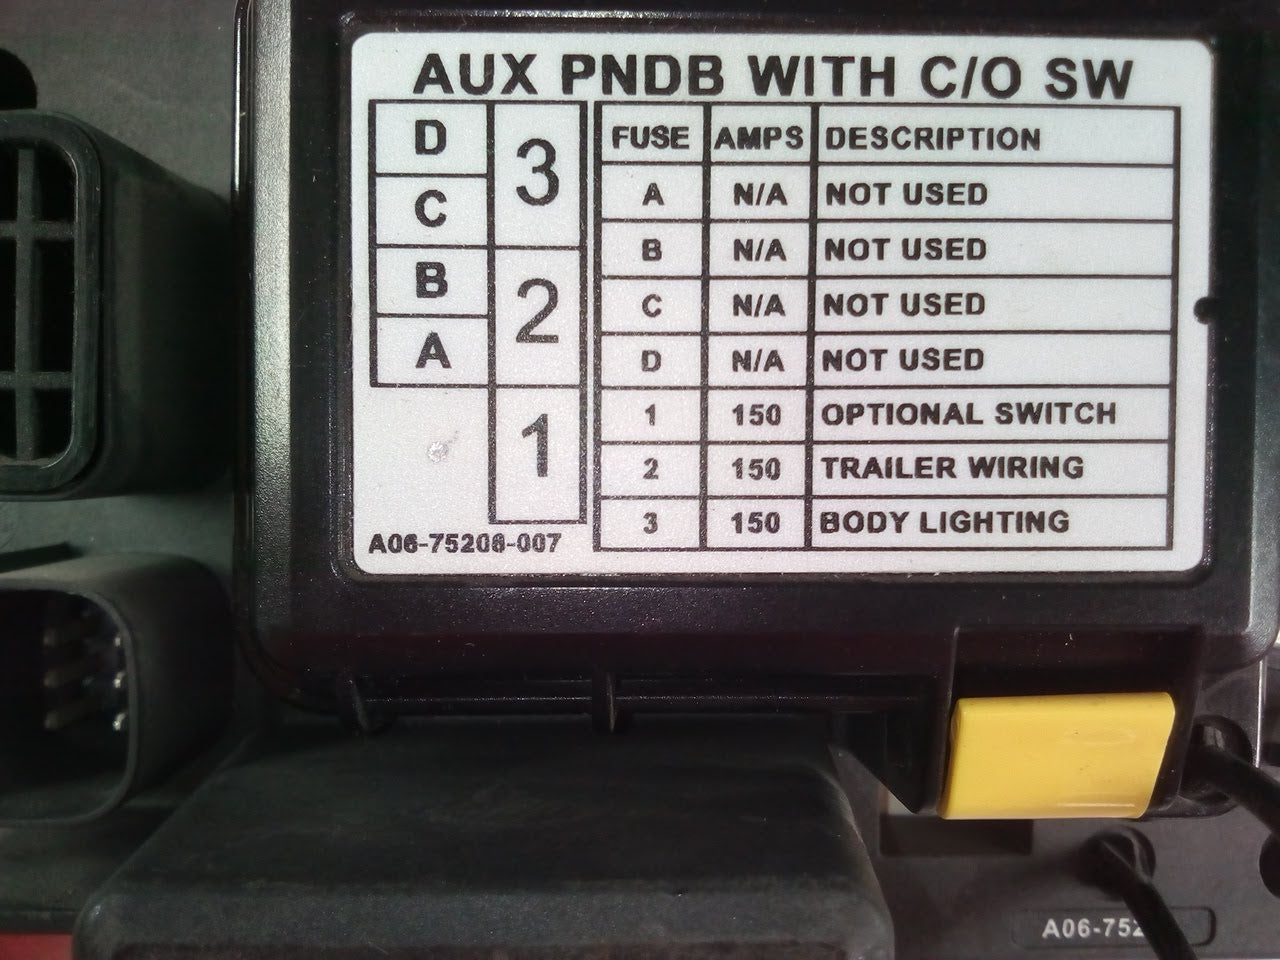 AUX PNDB WITH C/O SW
D
C
B
A
3
2
1
FUSE AMPS DESCRIPTION
A N/A NOT USED
B N/A NOT USED
C N/A NOT USED
D N/A NOT USED
1 150 OPTIONAL SWITCH
2 150 TRAILER WIRING
3 150 BODY LIGHTING
A06-75208-007